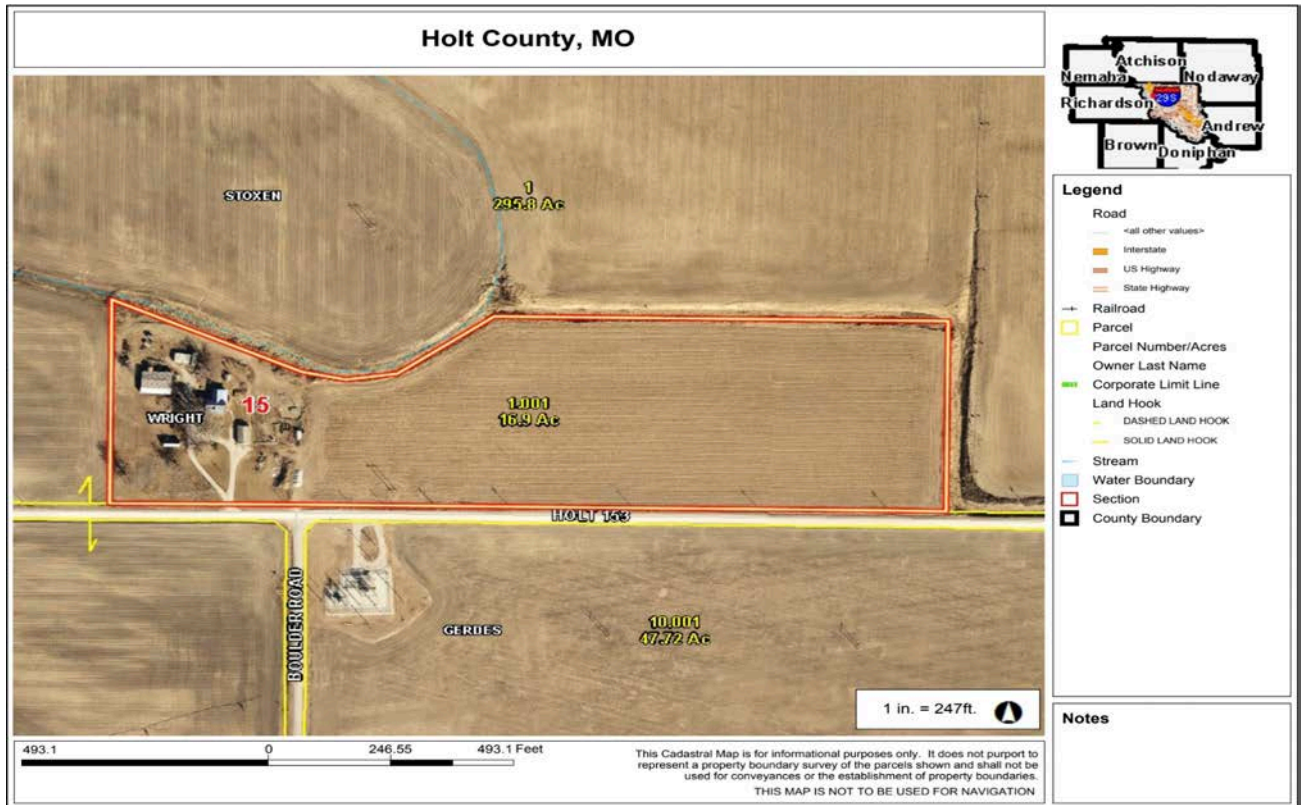 Holt County, MO
STOXEN
1
295.8 Ac
WRIGHT
15
1.001
16.9 Ac
HOLT 153
BOULDER ROAD
GERDES
10.001
47.72 Ac
1 in. = 247ft.
493.1 0 246.55 493.1 Feet
This Cadastral Map is for informational purposes only. It does not purport to
represent a property boundary survey of the parcels shown and shall not be
used for conveyances or the establishment of property boundaries.
THIS MAP IS NOT TO BE USED FOR NAVIGATION
Atchison
Nemaha Nodaway
29S
Richardson
Andrew
Brown Doniphan
Legend
Road
<all other values>
Interstate
US Highway
State Highway
Railroad
Parcel
Parcel Number/Acres
Owner Last Name
Corporate Limit Line
Land Hook
DASHED LAND HOOK
SOLID LAND HOOK
Stream
Water Boundary
Section
County Boundary
Notes